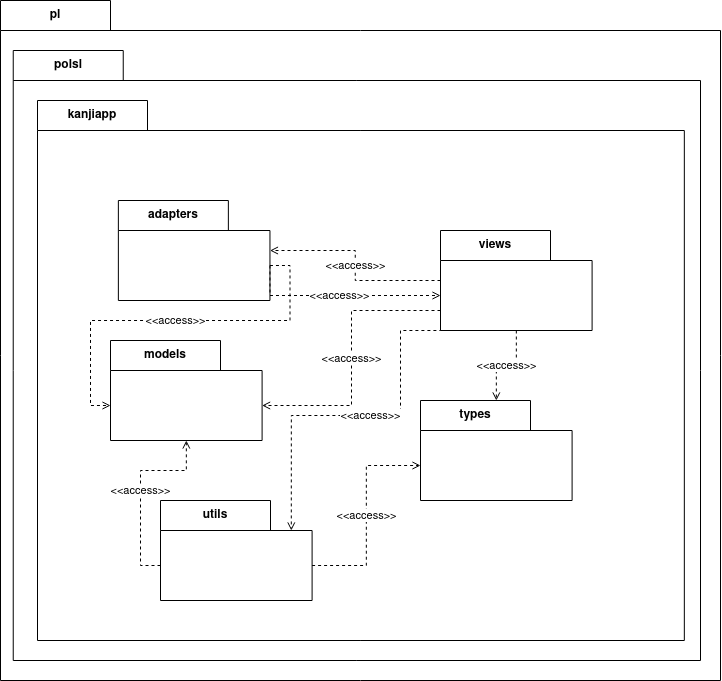 pl
polsl
kanjiapp
adapters
views
<<access>>
<<access>>
<<access>>
models
<<access>>
<<access>>
types
<<access>>
<<access>>
utils
<<access>>